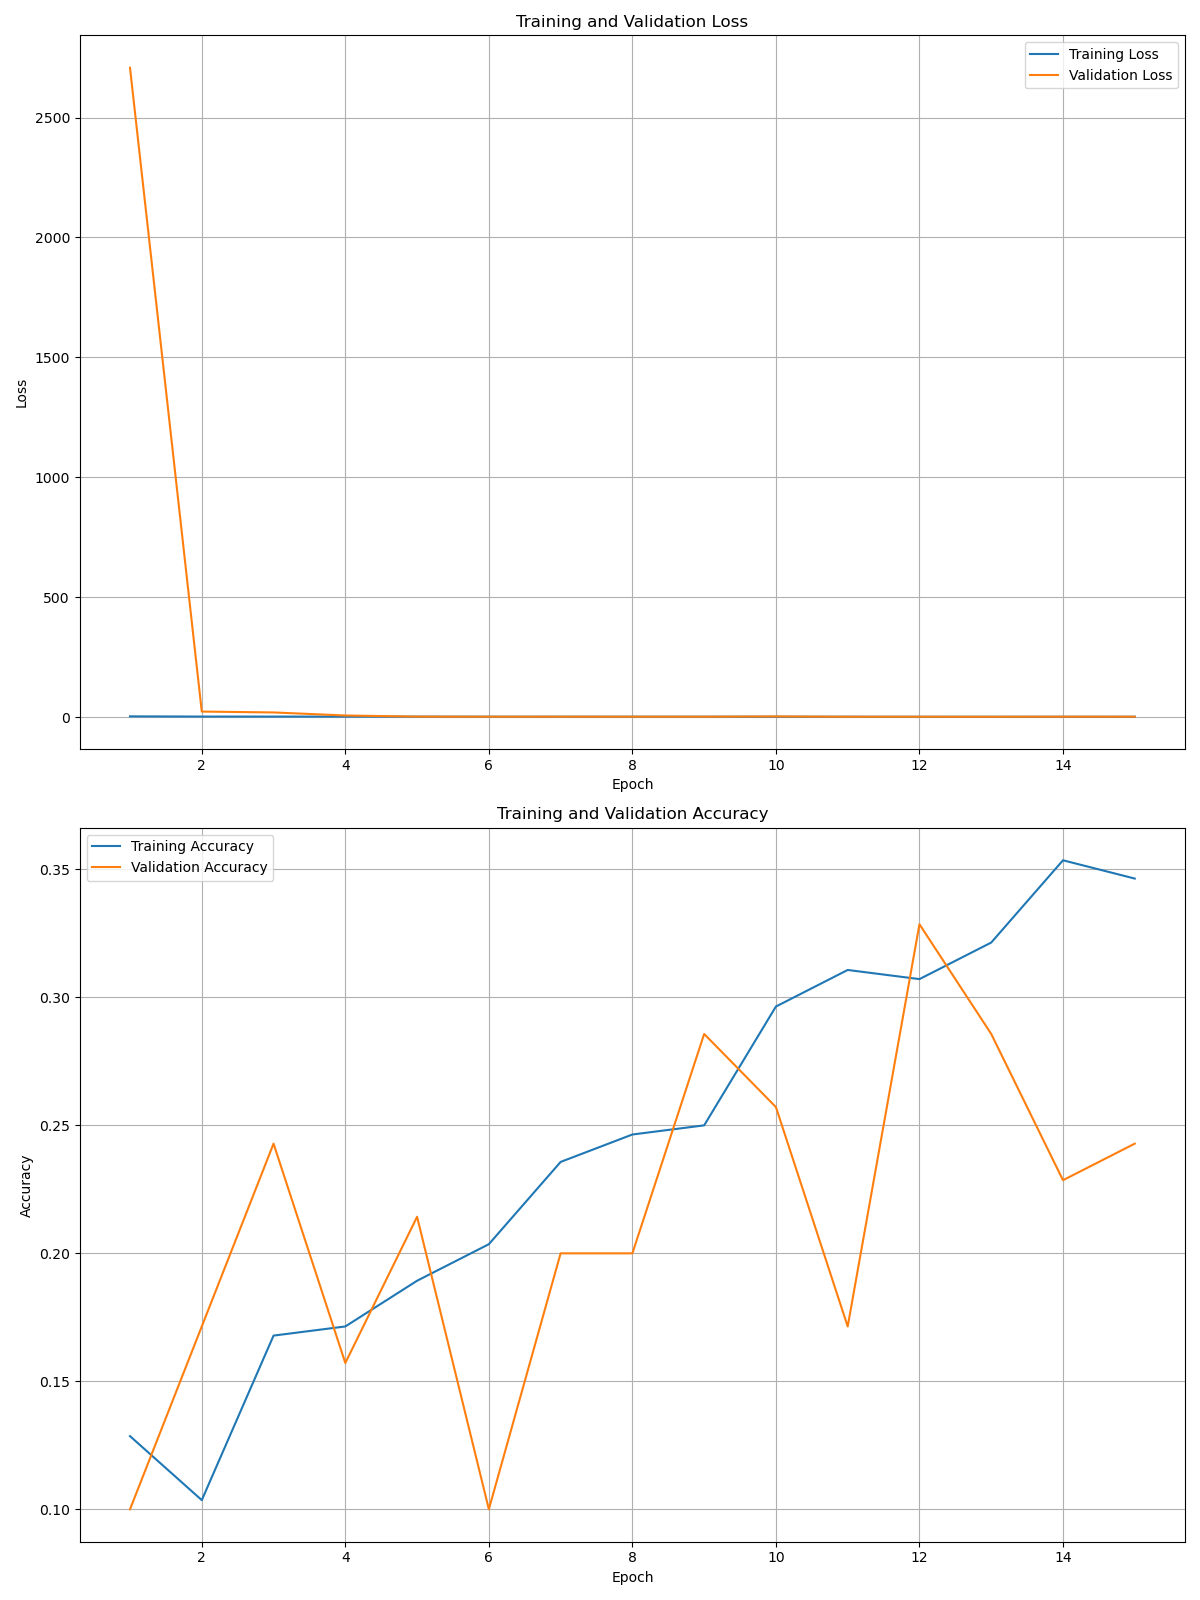 Training and Validation Loss
Training Loss
Validation Loss
2500
2000
1500
1000
500
0
Loss
2 4 6 8 10 12 14
Epoch
Training and Validation Accuracy
Training Accuracy
Validation Accuracy
0.35
0.30
0.25
0.20
0.15
0.10
Accuracy
2 4 6 8 10 12 14
Epoch